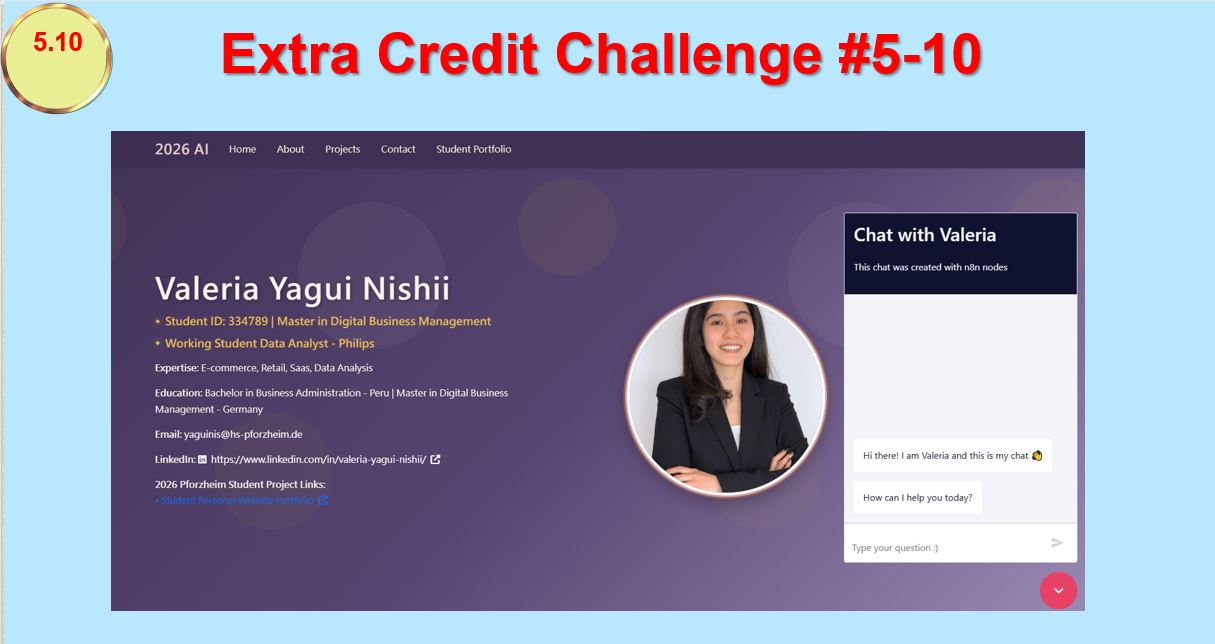 5.10
Extra Credit Challenge #5-10
2026 AI Home About Projects Contact Student Portfolio
Valeria Yagui Nishii
Student ID: 334789 | Master in Digital Business Management
Working Student Data Analyst - Philips
Expertise: E-commerce, Retail, Saas, Data Analysis
Education: Bachelor in Business Administration - Peru | Master in Digital Business
Management - Germany
Email: yaguinis@hs-pforzheim.de
LinkedIn: https://www.linkedin.com/in/valeria-yagui-nishii/
2026 Pforzheim Student Project Links:
• Student Personal Website Portfolio
Chat with Valeria
This chat was created with n8n nodes
Hi there! I am Valeria and this is my chat 👋
How can I help you today?
Type your question :)